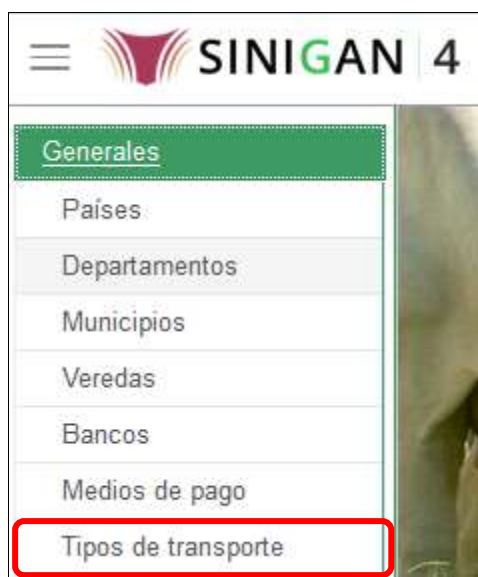 SINIGAN 4
Generales
Países
Departamentos
Municipios
Veredas
Bancos
Medios de pago
Tipos de transporte